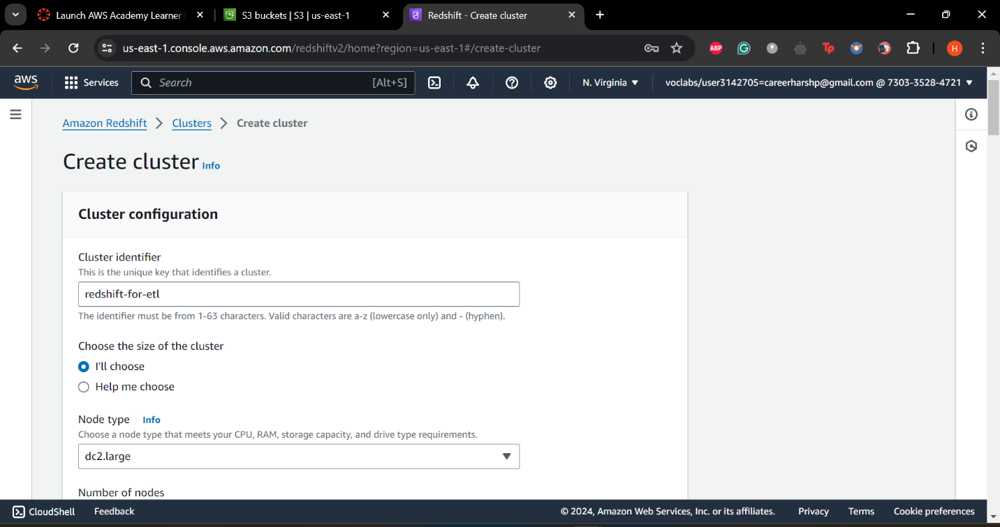 Launch AWS Academy Learner
S3 buckets | S3 | us-east-1
Redshift - Create cluster
us-east-1.console.aws.amazon.com/redshiftv2/home?region=us-east-1#/create-cluster
ABP
G
Tp
H
aws
Services
Search
[Alt+S]
N. Virginia
voclabs/user3142705=careerharshp@gmail.com @ 7303-3528-4721
Amazon Redshift
Clusters
Create cluster
Create cluster Info
Cluster configuration
Cluster identifier
This is the unique key that identifies a cluster.
redshift-for-etl
The identifier must be from 1-63 characters. Valid characters are a-z (lowercase only) and - (hyphen).
Choose the size of the cluster
I'll choose
Help me choose
Node type Info
Choose a node type that meets your CPU, RAM, storage capacity, and drive type requirements.
dc2.large
Number of nodes
CloudShell
Feedback
© 2024, Amazon Web Services, Inc. or its affiliates.
Privacy
Terms
Cookie preferences